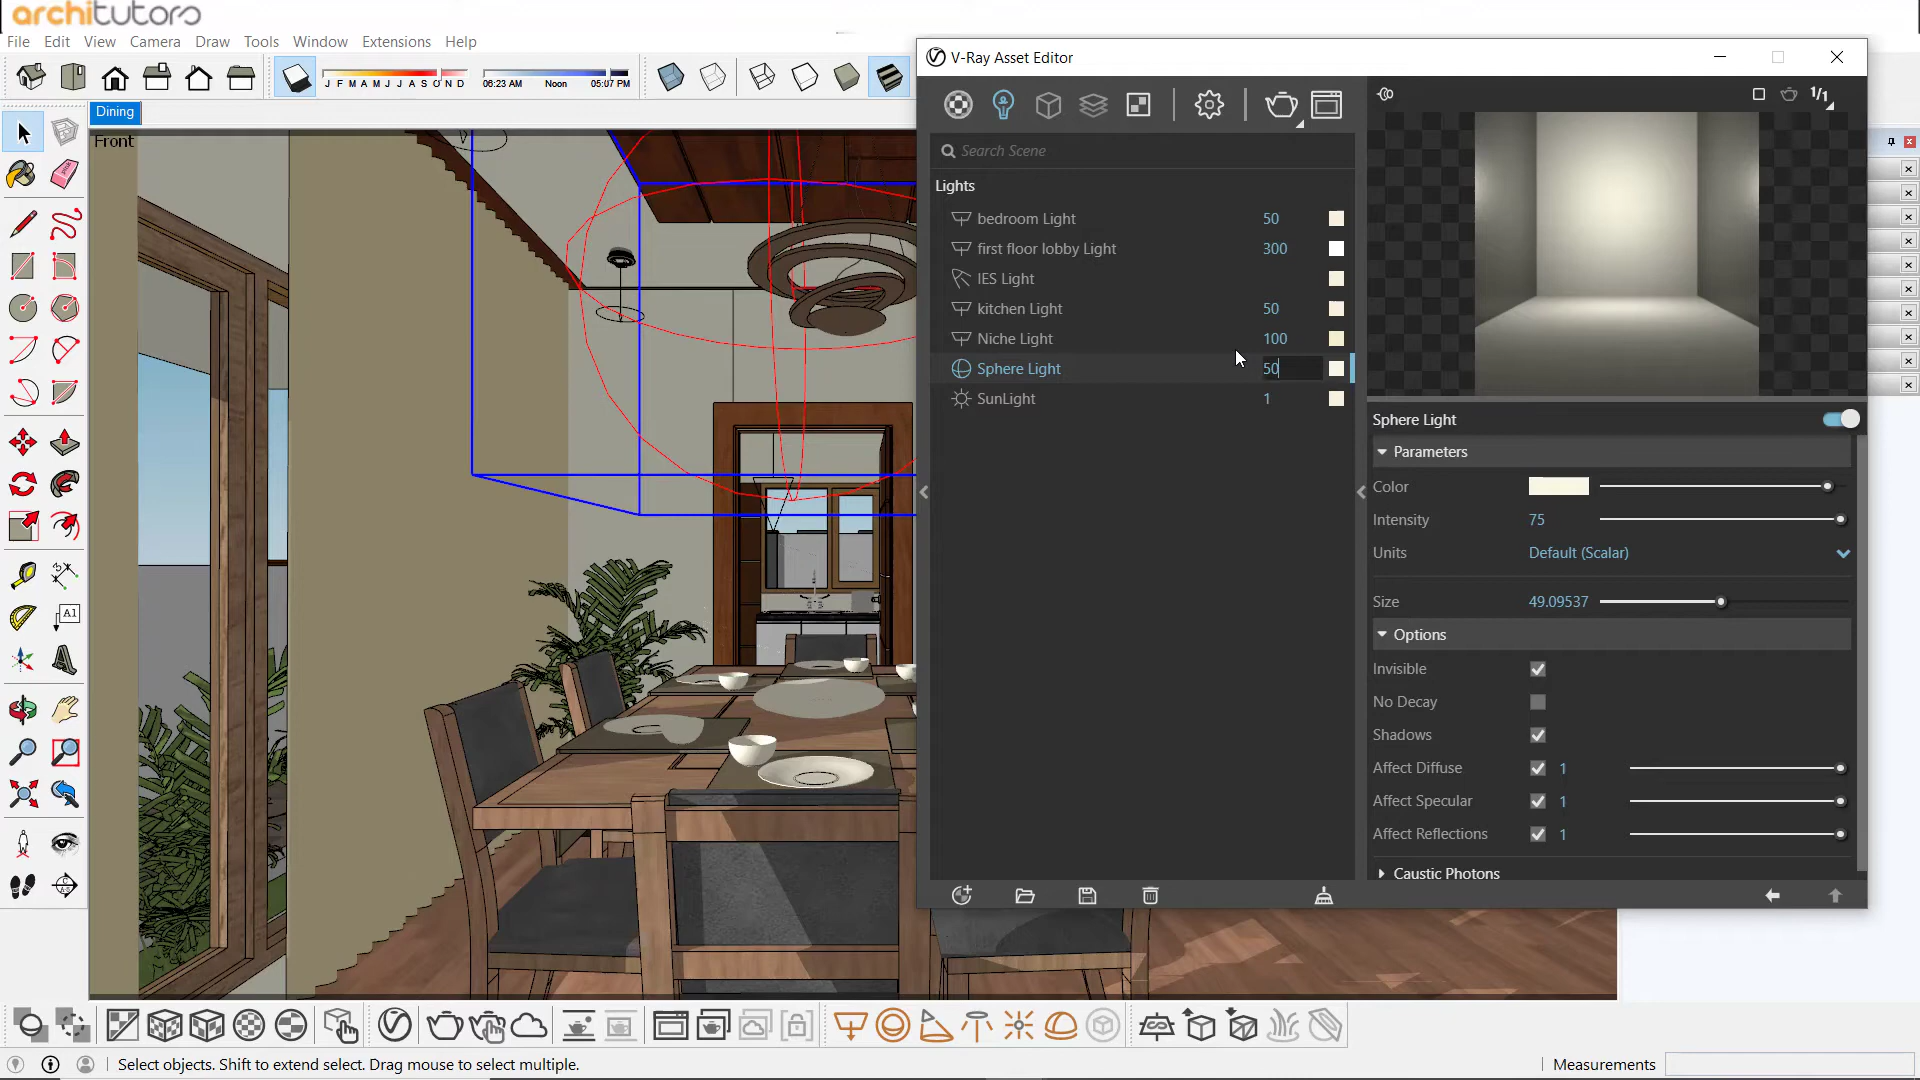 architutors
File Edit View Camera Draw Tools Window Extensions Help
J F M A M J J A S O N D
06:23 AM Noon 05:07 PM
Dining
Front
A1
V-Ray Asset Editor
1/1
Search Scene
Lights
bedroom Light 50
first floor lobby Light 300
IES Light
kitchen Light 50
Niche Light 100
Sphere Light 50
SunLight 1
Sphere Light
Parameters
Color
Intensity 75
Units Default (Scalar)
Size 49.09537
Options
Invisible
No Decay
Shadows
Affect Diffuse 1
Affect Specular 1
Affect Reflections 1
Caustic Photons
Select objects. Shift to extend select. Drag mouse to select multiple.
Measurements